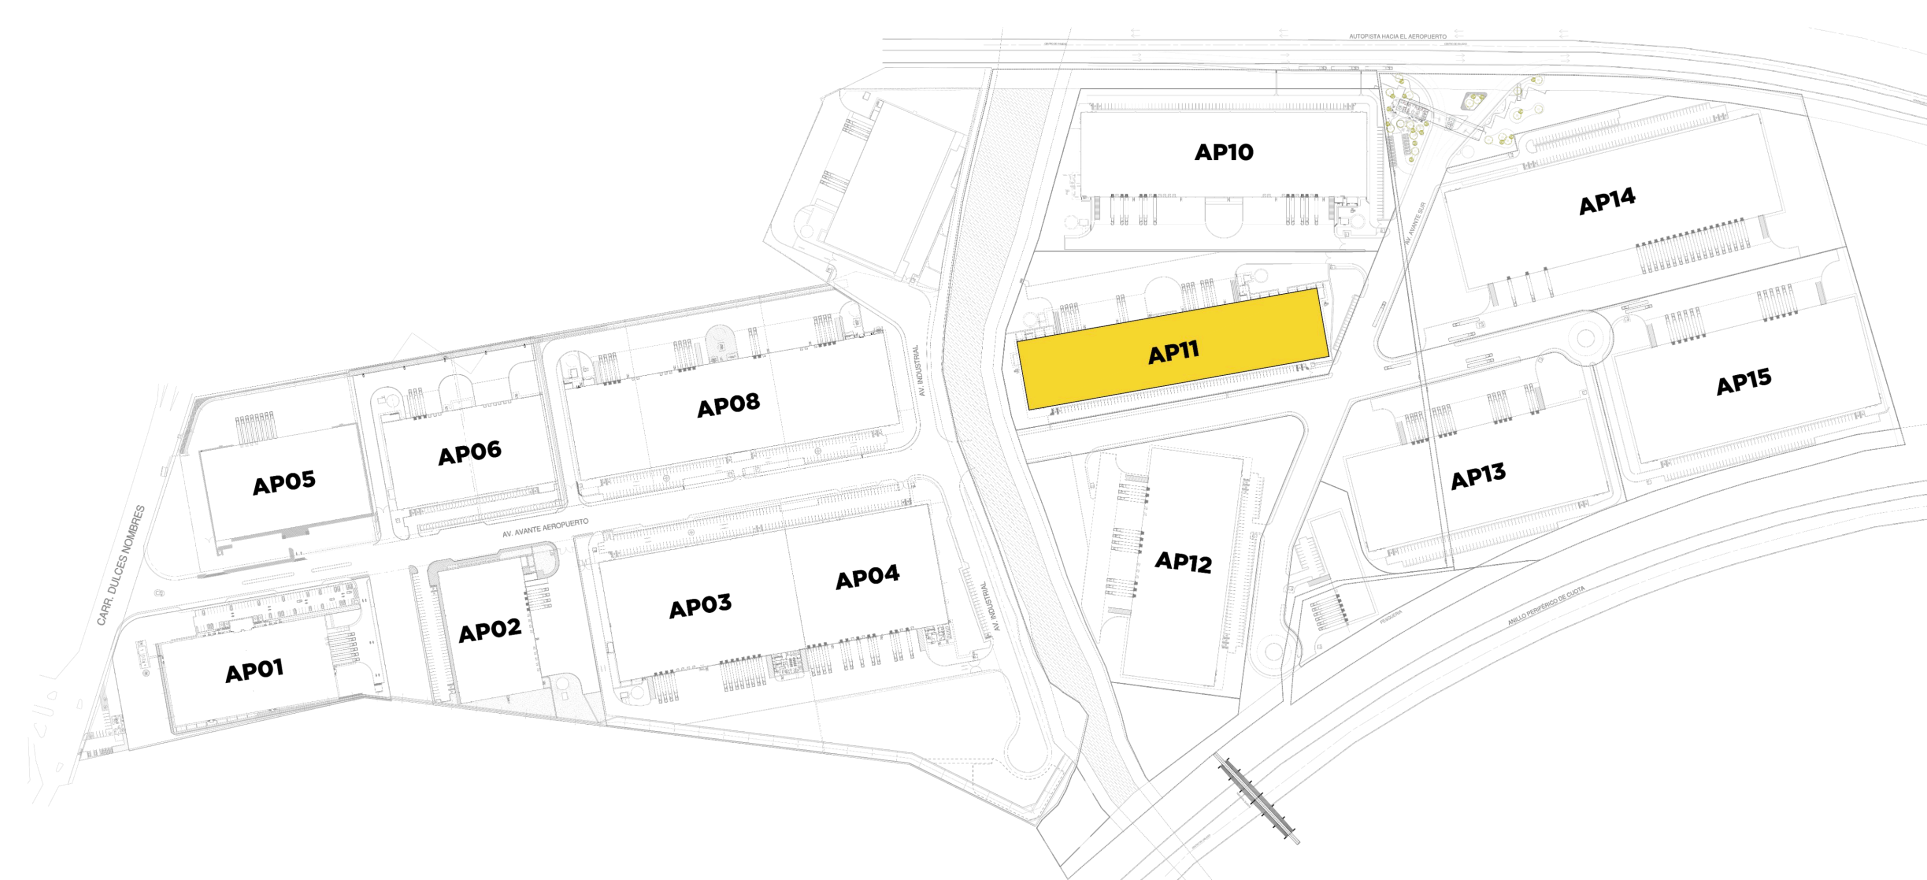 AUTOPISTA HACIA EL AEROPUERTO
AP10
AP14
AV. AVANTE SUR
AP11
AP15
AV. INDUSTRIAL
AP08
AP06
AP05
AP13
AV. AVANTE AEROPUERTO
CARR. DULCES NOMBRES
AP12
AP04
AP03
AV. INDUSTRIAL
AP02
AP01
ANILLO PERIFÉRICO DE CUOTA